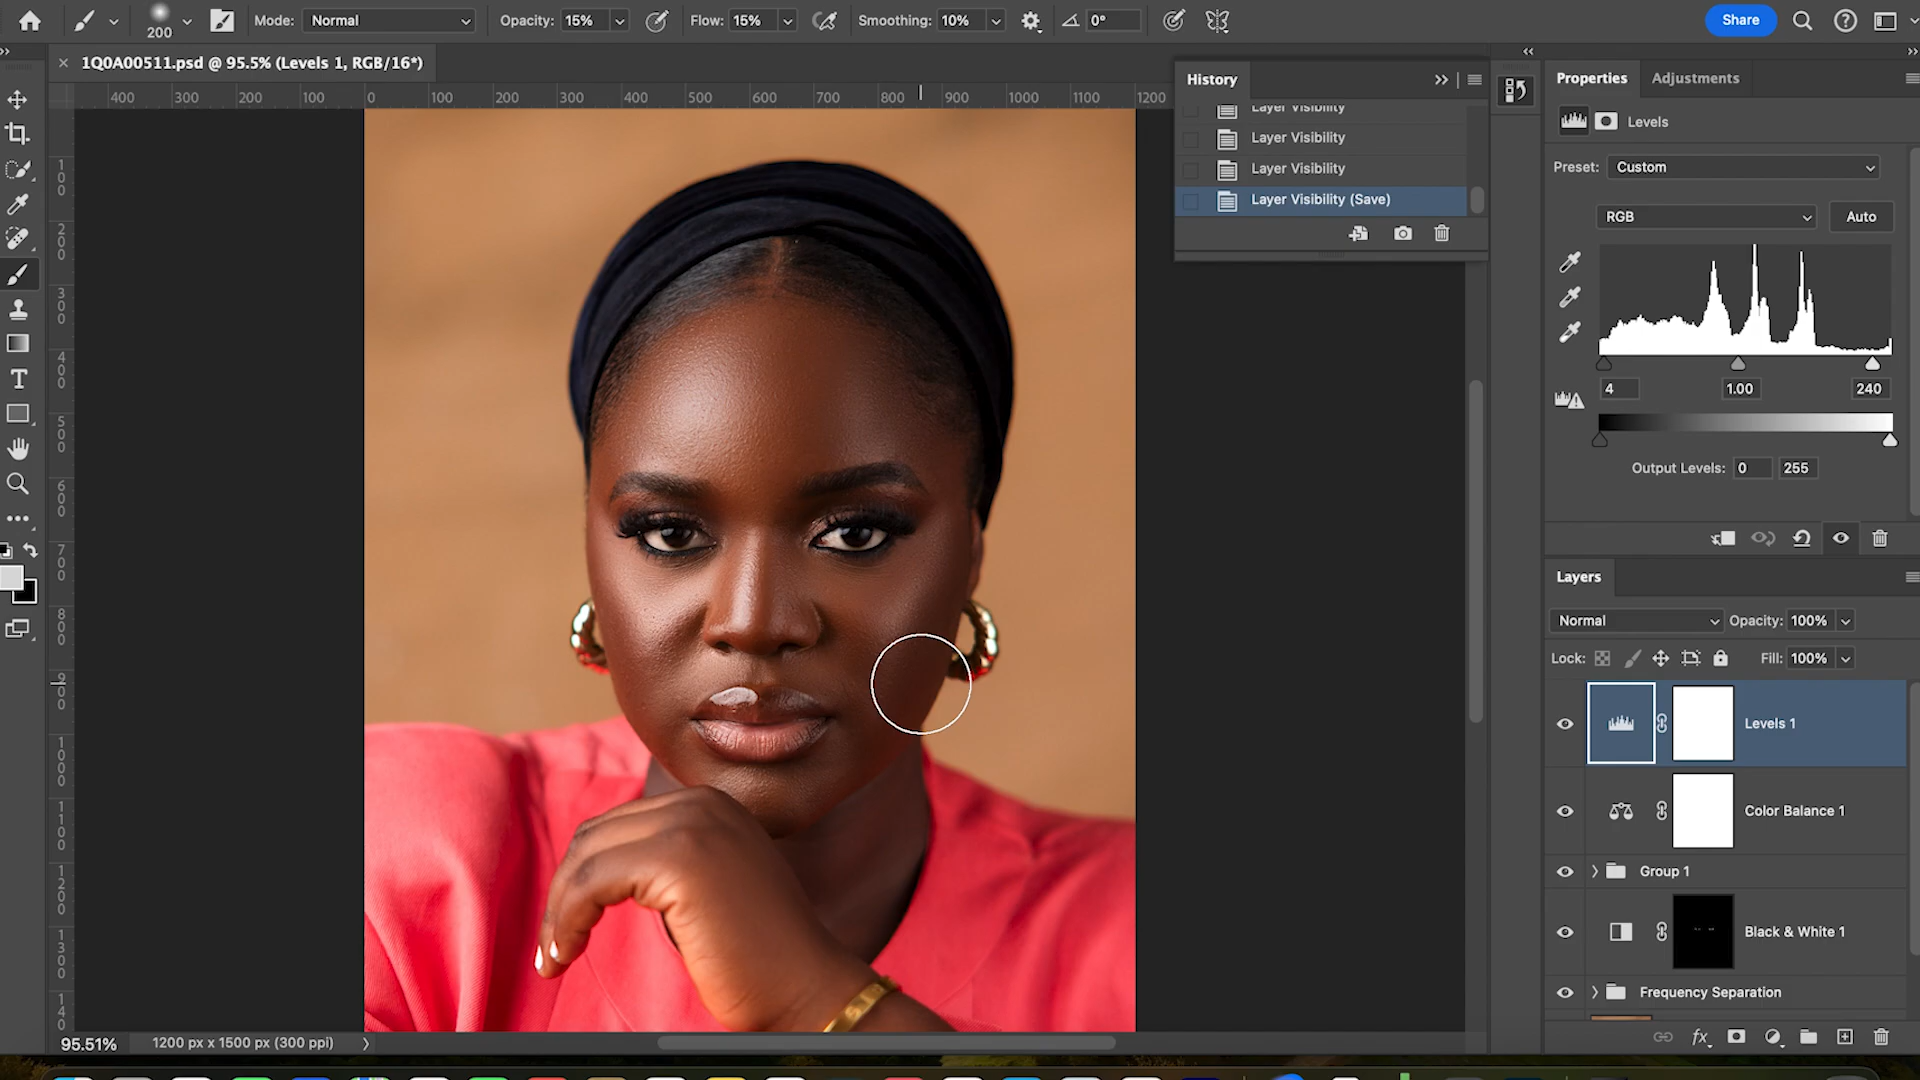 200
Mode:
Normal
Opacity:
15%
Flow:
15%
Smoothing:
10%
0°
Share
1Q0A00511.psd @ 95.5% (Levels 1, RGB/16*)
400
300
200
100
0
100
200
300
400
500
600
700
800
900
1000
1100
1200
100
200
300
400
500
600
700
800
900
1000
1100
1200
1300
140
History
Layer Visibility
Layer Visibility
Layer Visibility
Layer Visibility (Save)
Properties
Adjustments
Levels
Preset:
Custom
RGB
Auto
4
1.00
240
Output Levels:
0
255
Layers
Normal
Opacity:
100%
Lock:
Fill:
100%
Levels 1
Color Balance 1
Group 1
Black & White 1
Frequency Separation
fx
95.51%
1200 px x 1500 px (300 ppi)